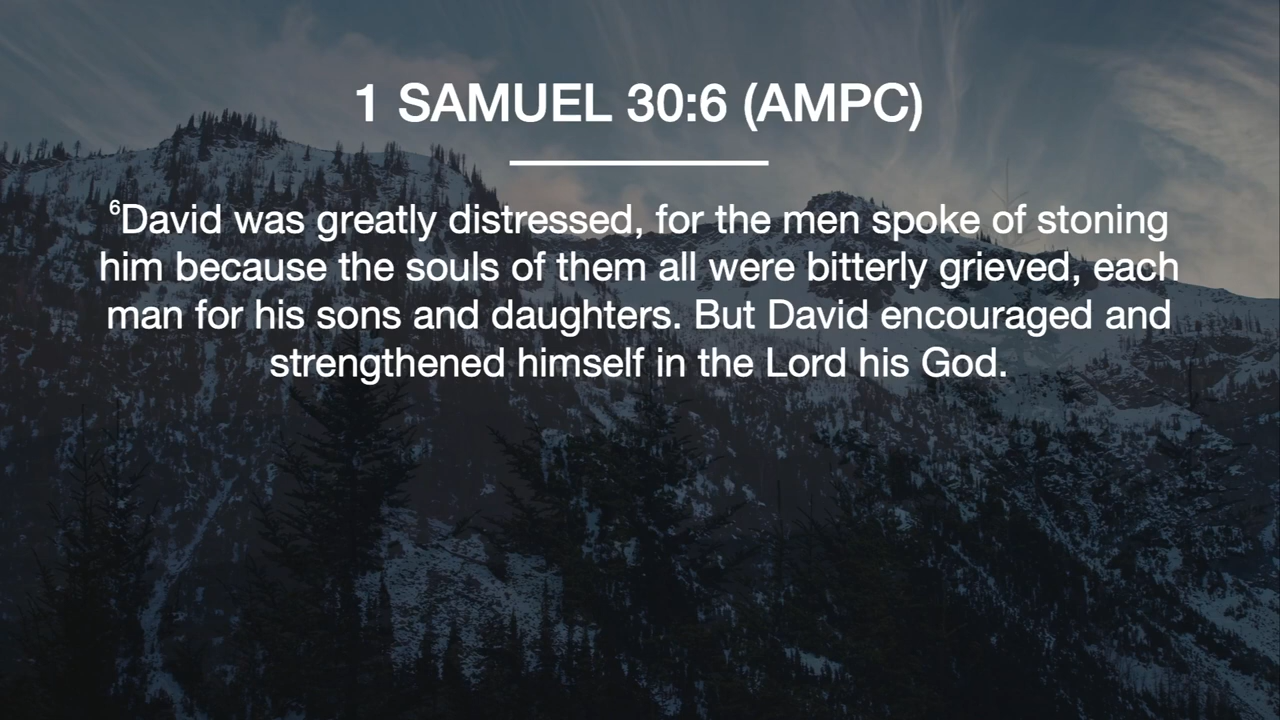 1 SAMUEL 30:6 (AMPC)
⁶David was greatly distressed, for the men spoke of stoning
him because the souls of them all were bitterly grieved, each
man for his sons and daughters. But David encouraged and
strengthened himself in the Lord his God.